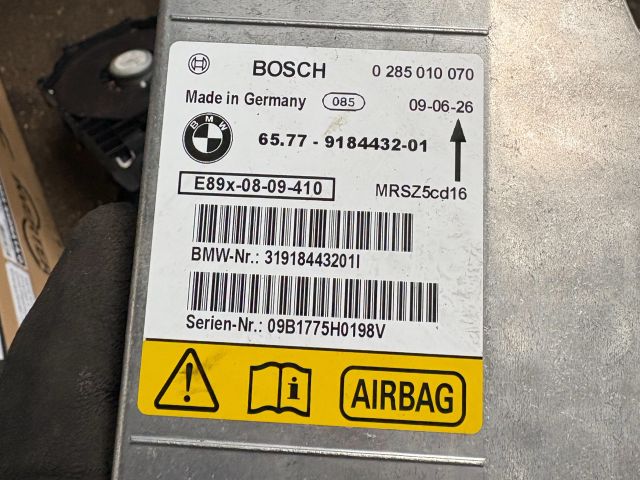 BOSCH 0 285 010 070
Made in Germany 085 09-06-26
BMW 65.77 - 9184432-01
E89x-08-09-410 MRSZ5cd16
BMW-Nr.: 31918443201I
Serien-Nr.: 09B1775H0198V
! i AIRBAG